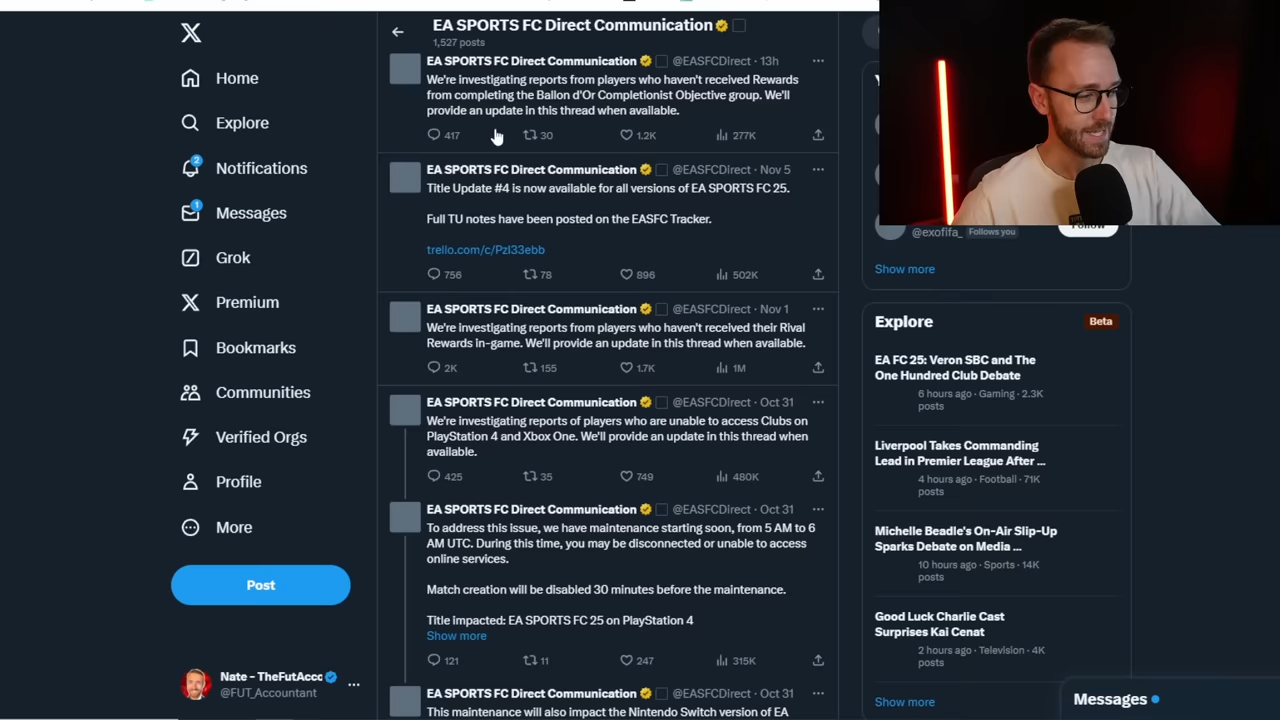 EA SPORTS FC Direct Communication
1,527 posts
EA SPORTS FC Direct Communication @EASFCDirect · 13h
We're investigating reports from players who haven't received Rewards
from completing the Ballon d'Or Completionist Objective group. We'll
provide an update in this thread when available.
417 30 1.2K 277K
EA SPORTS FC Direct Communication @EASFCDirect · Nov 5
Title Update #4 is now available for all versions of EA SPORTS FC 25.
Full TU notes have been posted on the EASFC Tracker.
trello.com/c/PzI33ebb
756 78 896 502K
EA SPORTS FC Direct Communication @EASFCDirect · Nov 1
We're investigating reports from players who haven't received their Rival
Rewards in-game. We'll provide an update in this thread when available.
2K 155 1.7K 1M
EA SPORTS FC Direct Communication @EASFCDirect · Oct 31
We're investigating reports of players who are unable to access Clubs on
PlayStation 4 and Xbox One. We'll provide an update in this thread when
available.
425 35 749 480K
EA SPORTS FC Direct Communication @EASFCDirect · Oct 31
To address this issue, we have maintenance starting soon, from 5 AM to 6
AM UTC. During this time, you may be disconnected or unable to access
online services.
Match creation will be disabled 30 minutes before the maintenance.
Title impacted: EA SPORTS FC 25 on PlayStation 4
Show more
121 11 247 315K
EA SPORTS FC Direct Communication @EASFCDirect · Oct 31
This maintenance will also impact the Nintendo Switch version of EA
Home
Explore
2
Notifications
1
Messages
Grok
Premium
Bookmarks
Communities
Verified Orgs
Profile
More
Post
Nate - TheFutAcc
@FUT_Accountant
@exofifa_ Follows you
Follow
Show more
Explore
Beta
EA FC 25: Veron SBC and The
One Hundred Club Debate
6 hours ago · Gaming · 2.3K
posts
Liverpool Takes Commanding
Lead in Premier League After ...
4 hours ago · Football · 71K
posts
Michelle Beadle's On-Air Slip-Up
Sparks Debate on Media ...
10 hours ago · Sports · 14K
posts
Good Luck Charlie Cast
Surprises Kai Cenat
2 hours ago · Television · 4K
posts
Show more
Messages